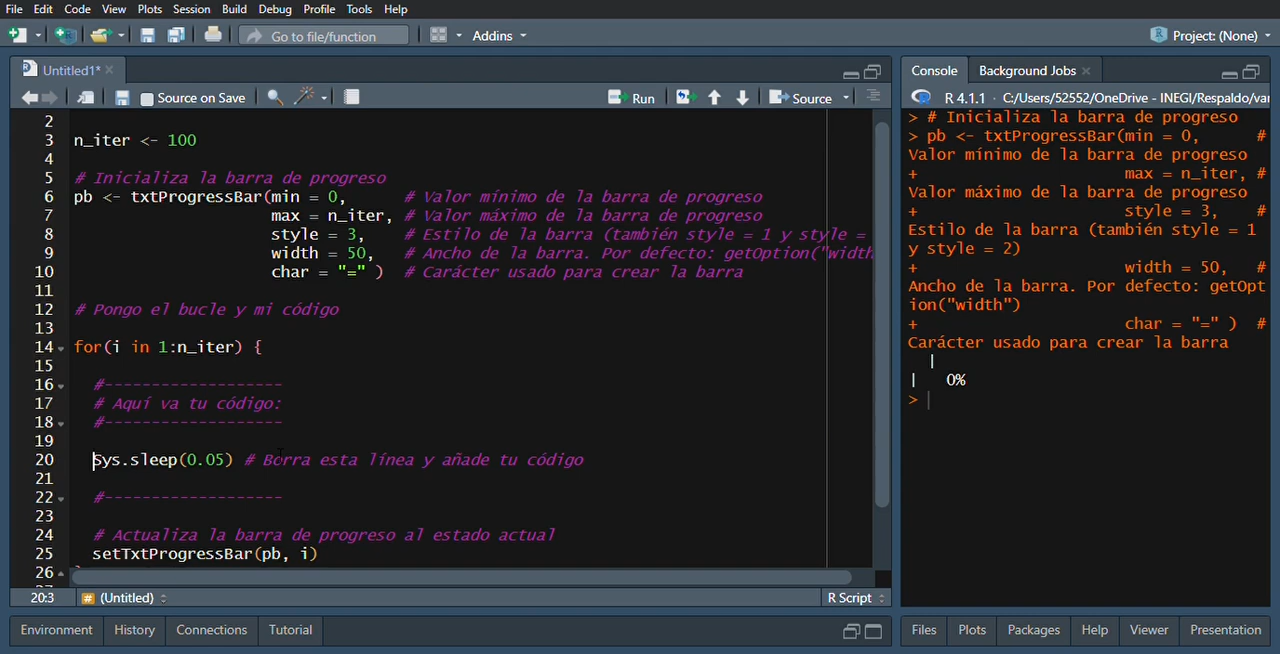 File Edit Code View Plots Session Build Debug Profile Tools Help
Go to file/function Addins Project: (None)
Untitled1*
Source on Save Run Source
2
3 n_iter <- 100
4
5 # Inicializa la barra de progreso
6 pb <- txtProgressBar(min = 0, # Valor mínimo de la barra de progreso
7 max = n_iter, # Valor máximo de la barra de progreso
8 style = 3, # Estilo de la barra (también style = 1 y style =
9 width = 50, # Ancho de la barra. Por defecto: getOption("width
10 char = "=" ) # Carácter usado para crear la barra
11
12 # Pongo el bucle y mi código
13
14 for(i in 1:n_iter) {
15
16 #-------------------
17 # Aquí va tu código:
18 #-------------------
19
20 Sys.sleep(0.05) # Borra esta línea y añade tu código
21
22 #-------------------
23
24 # Actualiza la barra de progreso al estado actual
25 setTxtProgressBar(pb, i)
26
20:3 # (Untitled) R Script
Environment History Connections Tutorial
Console Background Jobs
R 4.1.1 · C:/Users/52552/OneDrive - INEGI/Respaldo/var
> # Inicializa la barra de progreso
> pb <- txtProgressBar(min = 0, #
Valor mínimo de la barra de progreso
+ max = n_iter, #
Valor máximo de la barra de progreso
+ style = 3, #
Estilo de la barra (también style = 1
y style = 2)
+ width = 50, #
Ancho de la barra. Por defecto: getOpt
ion("width")
+ char = "=" ) #
Carácter usado para crear la barra
|
| 0%
>
Files Plots Packages Help Viewer Presentation